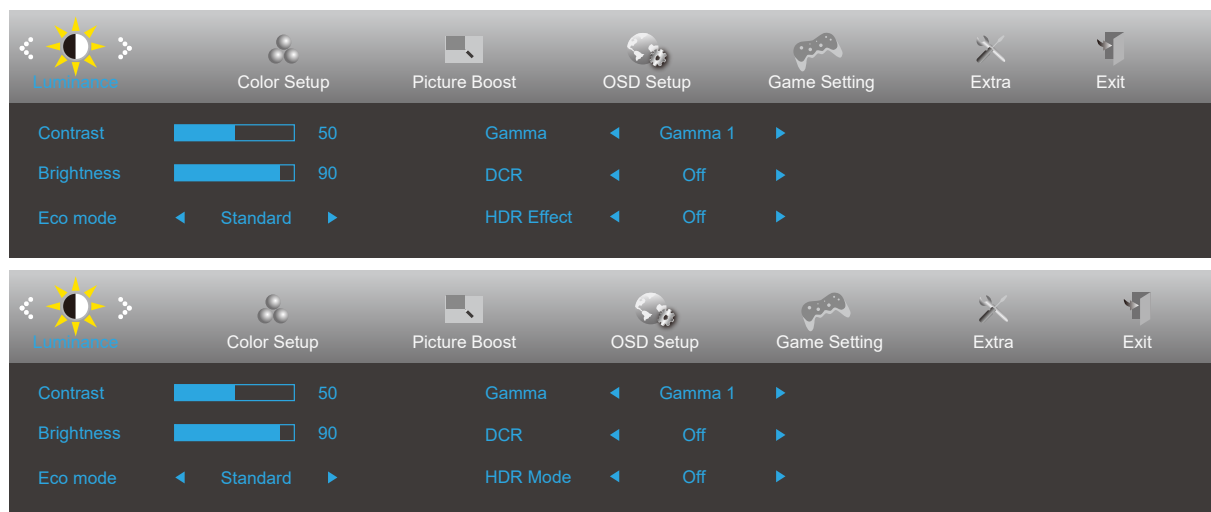 Luminance Color Setup Picture Boost OSD Setup Game Setting Extra Exit
Contrast 50 Gamma Gamma 1
Brightness 90 DCR Off
Eco mode Standard HDR Effect Off
Luminance Color Setup Picture Boost OSD Setup Game Setting Extra Exit
Contrast 50 Gamma Gamma 1
Brightness 90 DCR Off
Eco mode Standard HDR Mode Off